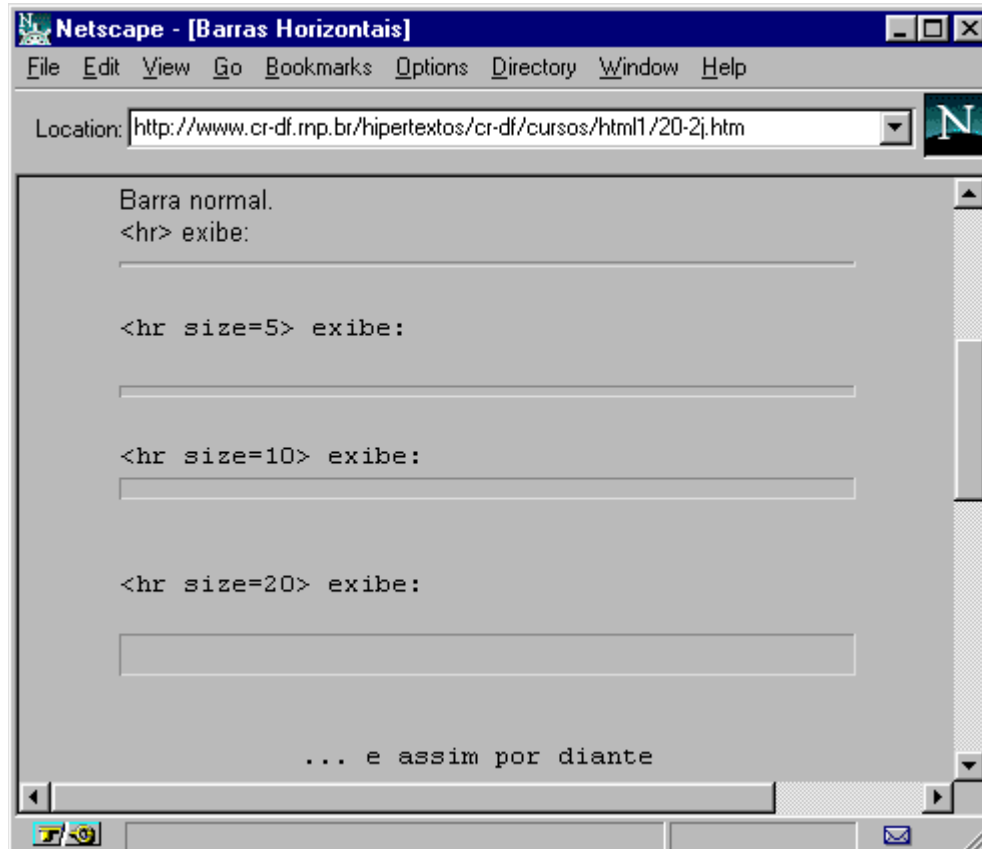 Netscape - [Barras Horizontais]
File Edit View Go Bookmarks Options Directory Window Help
Location: http://www.cr-df.rnp.br/hipertextos/cr-df/cursos/html1/20-2j.htm
N
Barra normal.
<hr> exibe:
<hr size=5> exibe:
<hr size=10> exibe:
<hr size=20> exibe:
... e assim por diante